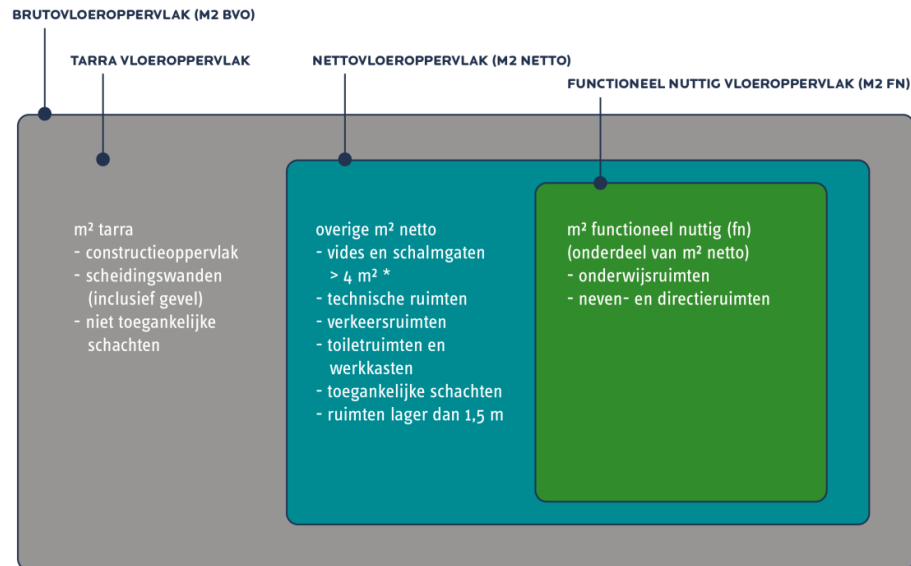 BRUTOVLOEROPPERVLAK (M2 BVO)
TARRA VLOEROPPERVLAK
NETTOVLOEROPPERVLAK (M2 NETTO)
FUNCTIONEEL NUTTIG VLOEROPPERVLAK (M2 FN)
m² tarra
- constructieoppervlak
- scheidingswanden
(inclusief gevel)
- niet toegankelijke
schachten
overige m² netto
- vides en schalmgaten
> 4 m² *
- technische ruimten
- verkeersruimten
- toiletruimten en
werkkasten
- toegankelijke schachten
- ruimten lager dan 1,5 m
m² functioneel nuttig (fn)
(onderdeel van m² netto)
- onderwijsruimten
- neven- en directieruimten